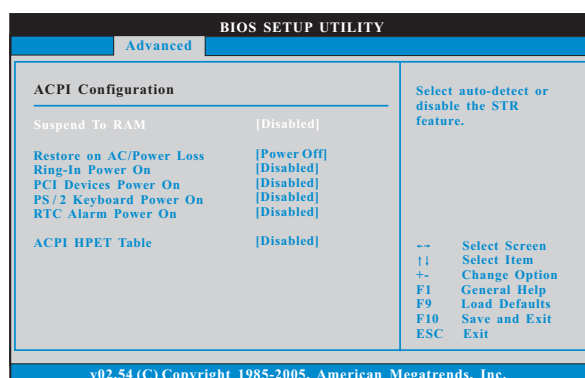 BIOS SETUP UTILITY
Advanced
ACPI Configuration
Suspend To RAM [Disabled]
Restore on AC/Power Loss [Power Off]
Ring-In Power On [Disabled]
PCI Devices Power On [Disabled]
PS/2 Keyboard Power On [Disabled]
RTC Alarm Power On [Disabled]
ACPI HPET Table [Disabled]
Select auto-detect or
disable the STR
feature.
←→ Select Screen
↑↓ Select Item
+- Change Option
F1 General Help
F9 Load Defaults
F10 Save and Exit
ESC Exit
v02.54 (C) Copyright 1985-2005, American Megatrends, Inc.